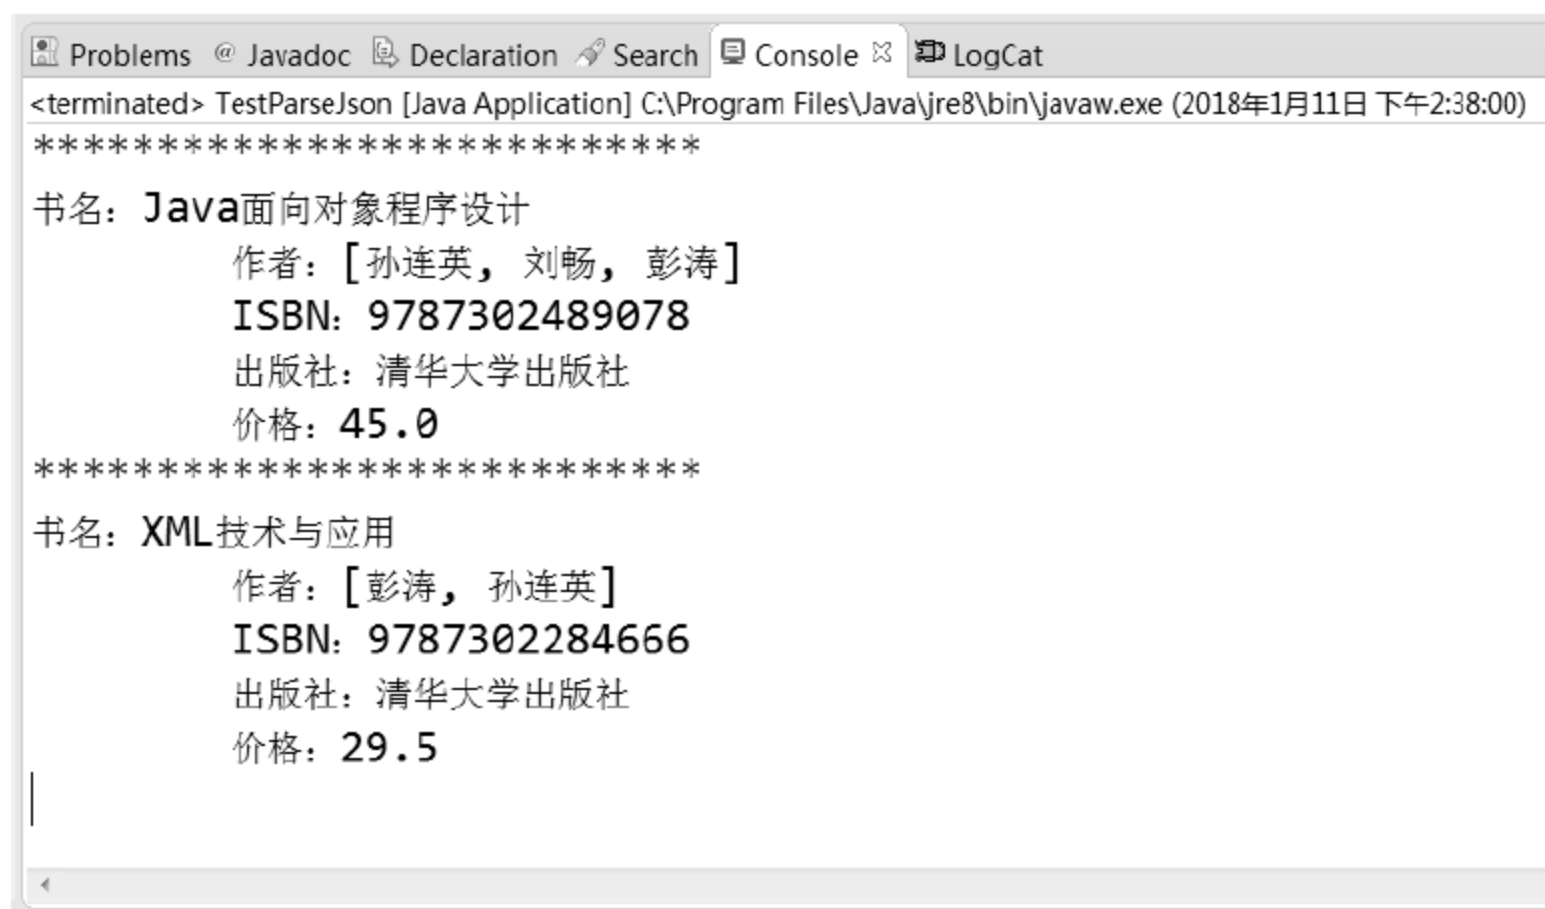 Problems @ Javadoc Declaration Search Console LogCat
<terminated> TestParseJson [Java Application] C:\Program Files\Java\jre8\bin\javaw.exe (2018年1月11日 下午2:38:00)
***************************
书名：Java面向对象程序设计
作者：[孙连英, 刘畅, 彭涛]
ISBN：9787302489078
出版社：清华大学出版社
价格：45.0
***************************
书名：XML技术与应用
作者：[彭涛, 孙连英]
ISBN：9787302284666
出版社：清华大学出版社
价格：29.5